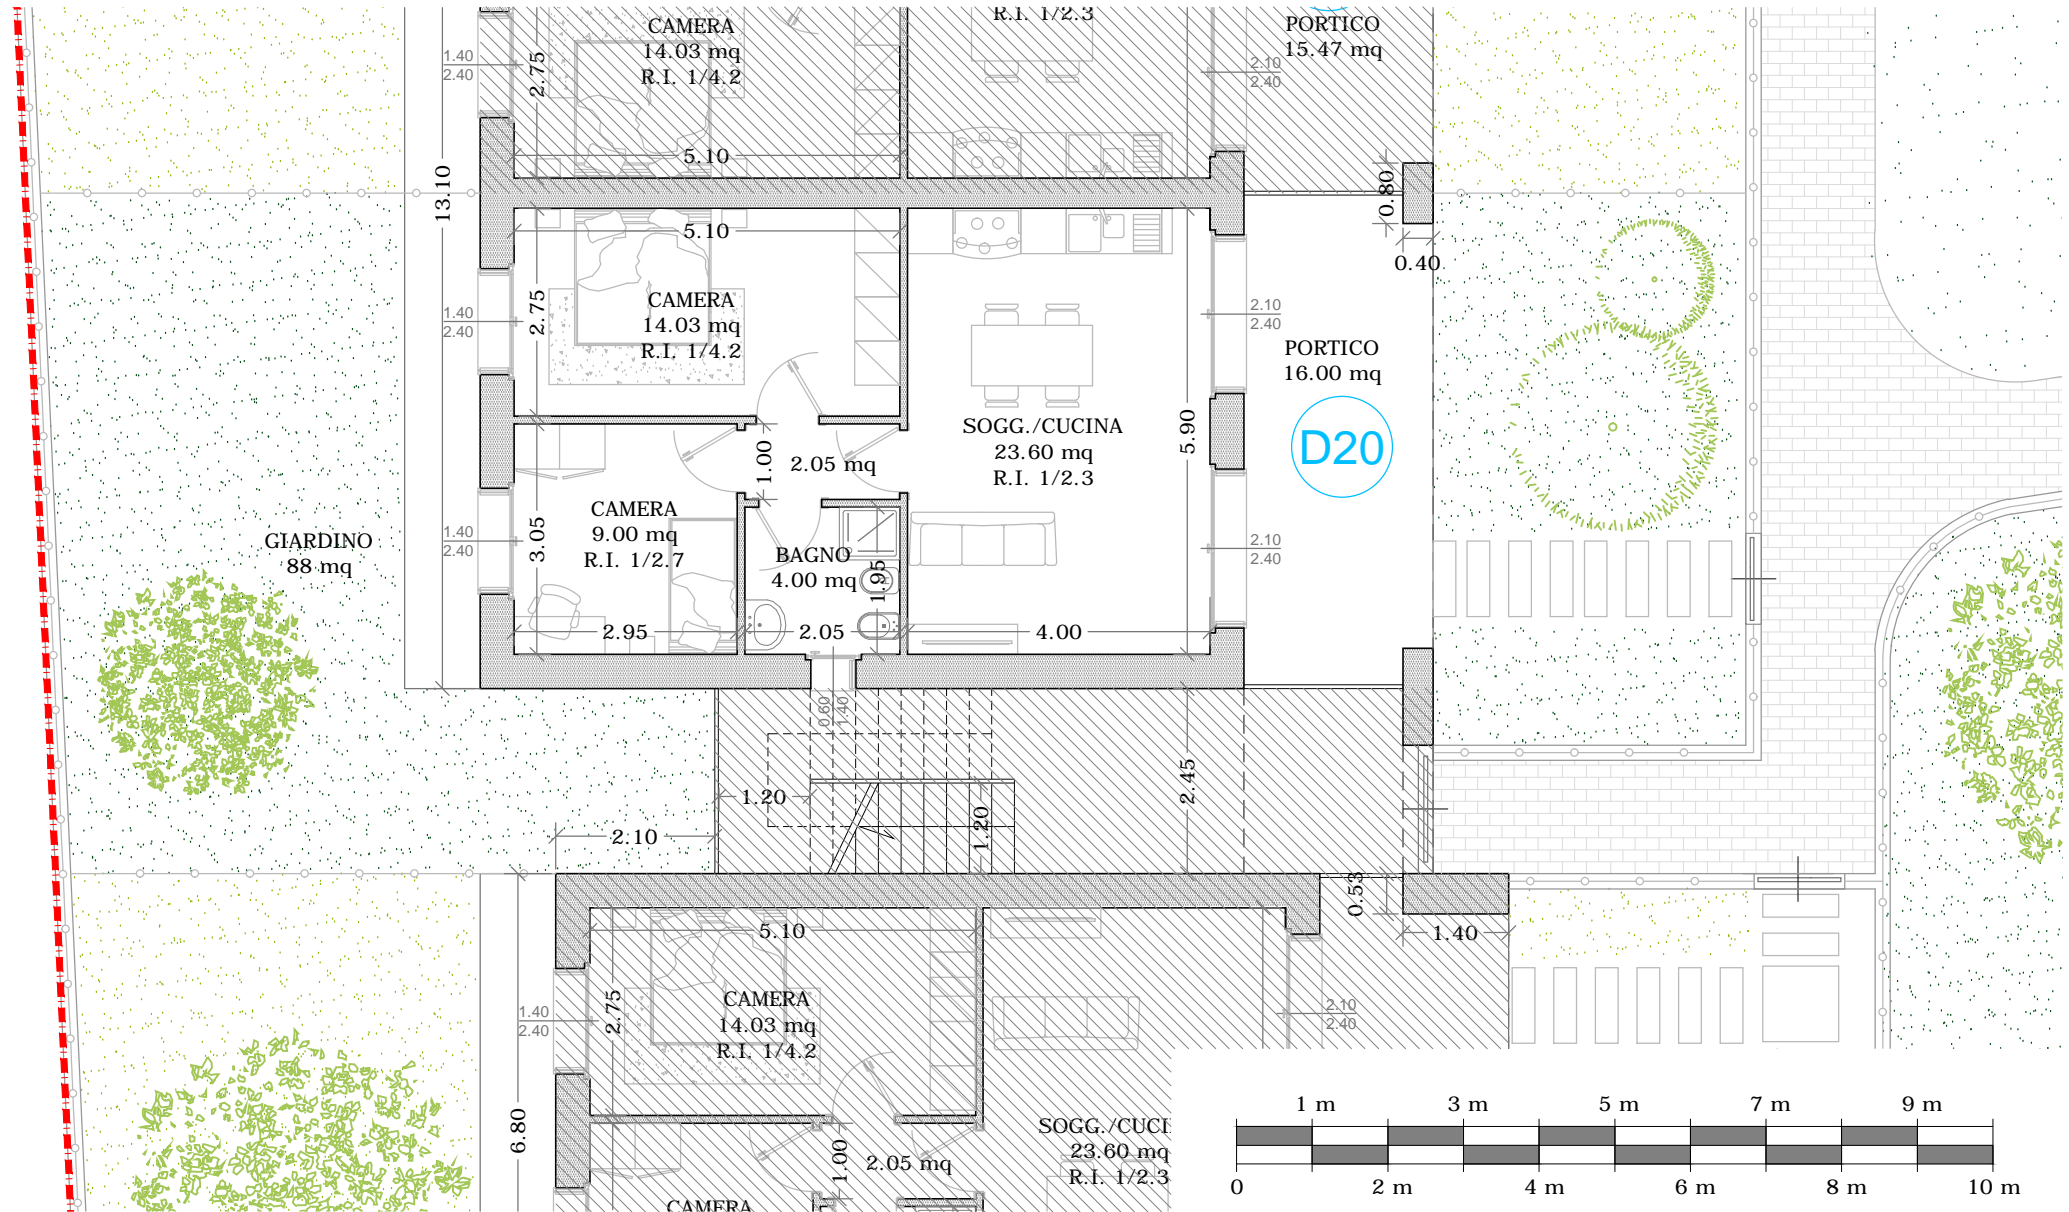 CAMERA
14.03 mq
R.I. 1/4.2
R.I. 1/2.3
PORTICO
15.47 mq
1.40
2.40
2.75
2.10
2.40
5.10
13.10
0.80
0.40
5.10
CAMERA
14.03 mq
R.I. 1/4.2
2.75
1.40
2.40
2.10
2.40
PORTICO
16.00 mq
D20
SOGG./CUCINA
23.60 mq
R.I. 1/2.3
5.90
1.00
2.05 mq
CAMERA
9.00 mq
R.I. 1/2.7
3.05
1.40
2.40
GIARDINO
88 mq
BAGNO
4.00 mq
1.95
2.10
2.40
2.95
2.05
4.00
0.60
1.40
2.45
1.20
1.20
2.10
0.53
1.40
5.10
CAMERA
14.03 mq
R.I. 1/4.2
2.75
1.40
2.40
2.10
2.40
6.80
1.00
2.05 mq
SOGG./CUCI
23.60 mq
R.I. 1/2.3
CAMERA
1 m
3 m
5 m
7 m
9 m
0
2 m
4 m
6 m
8 m
10 m